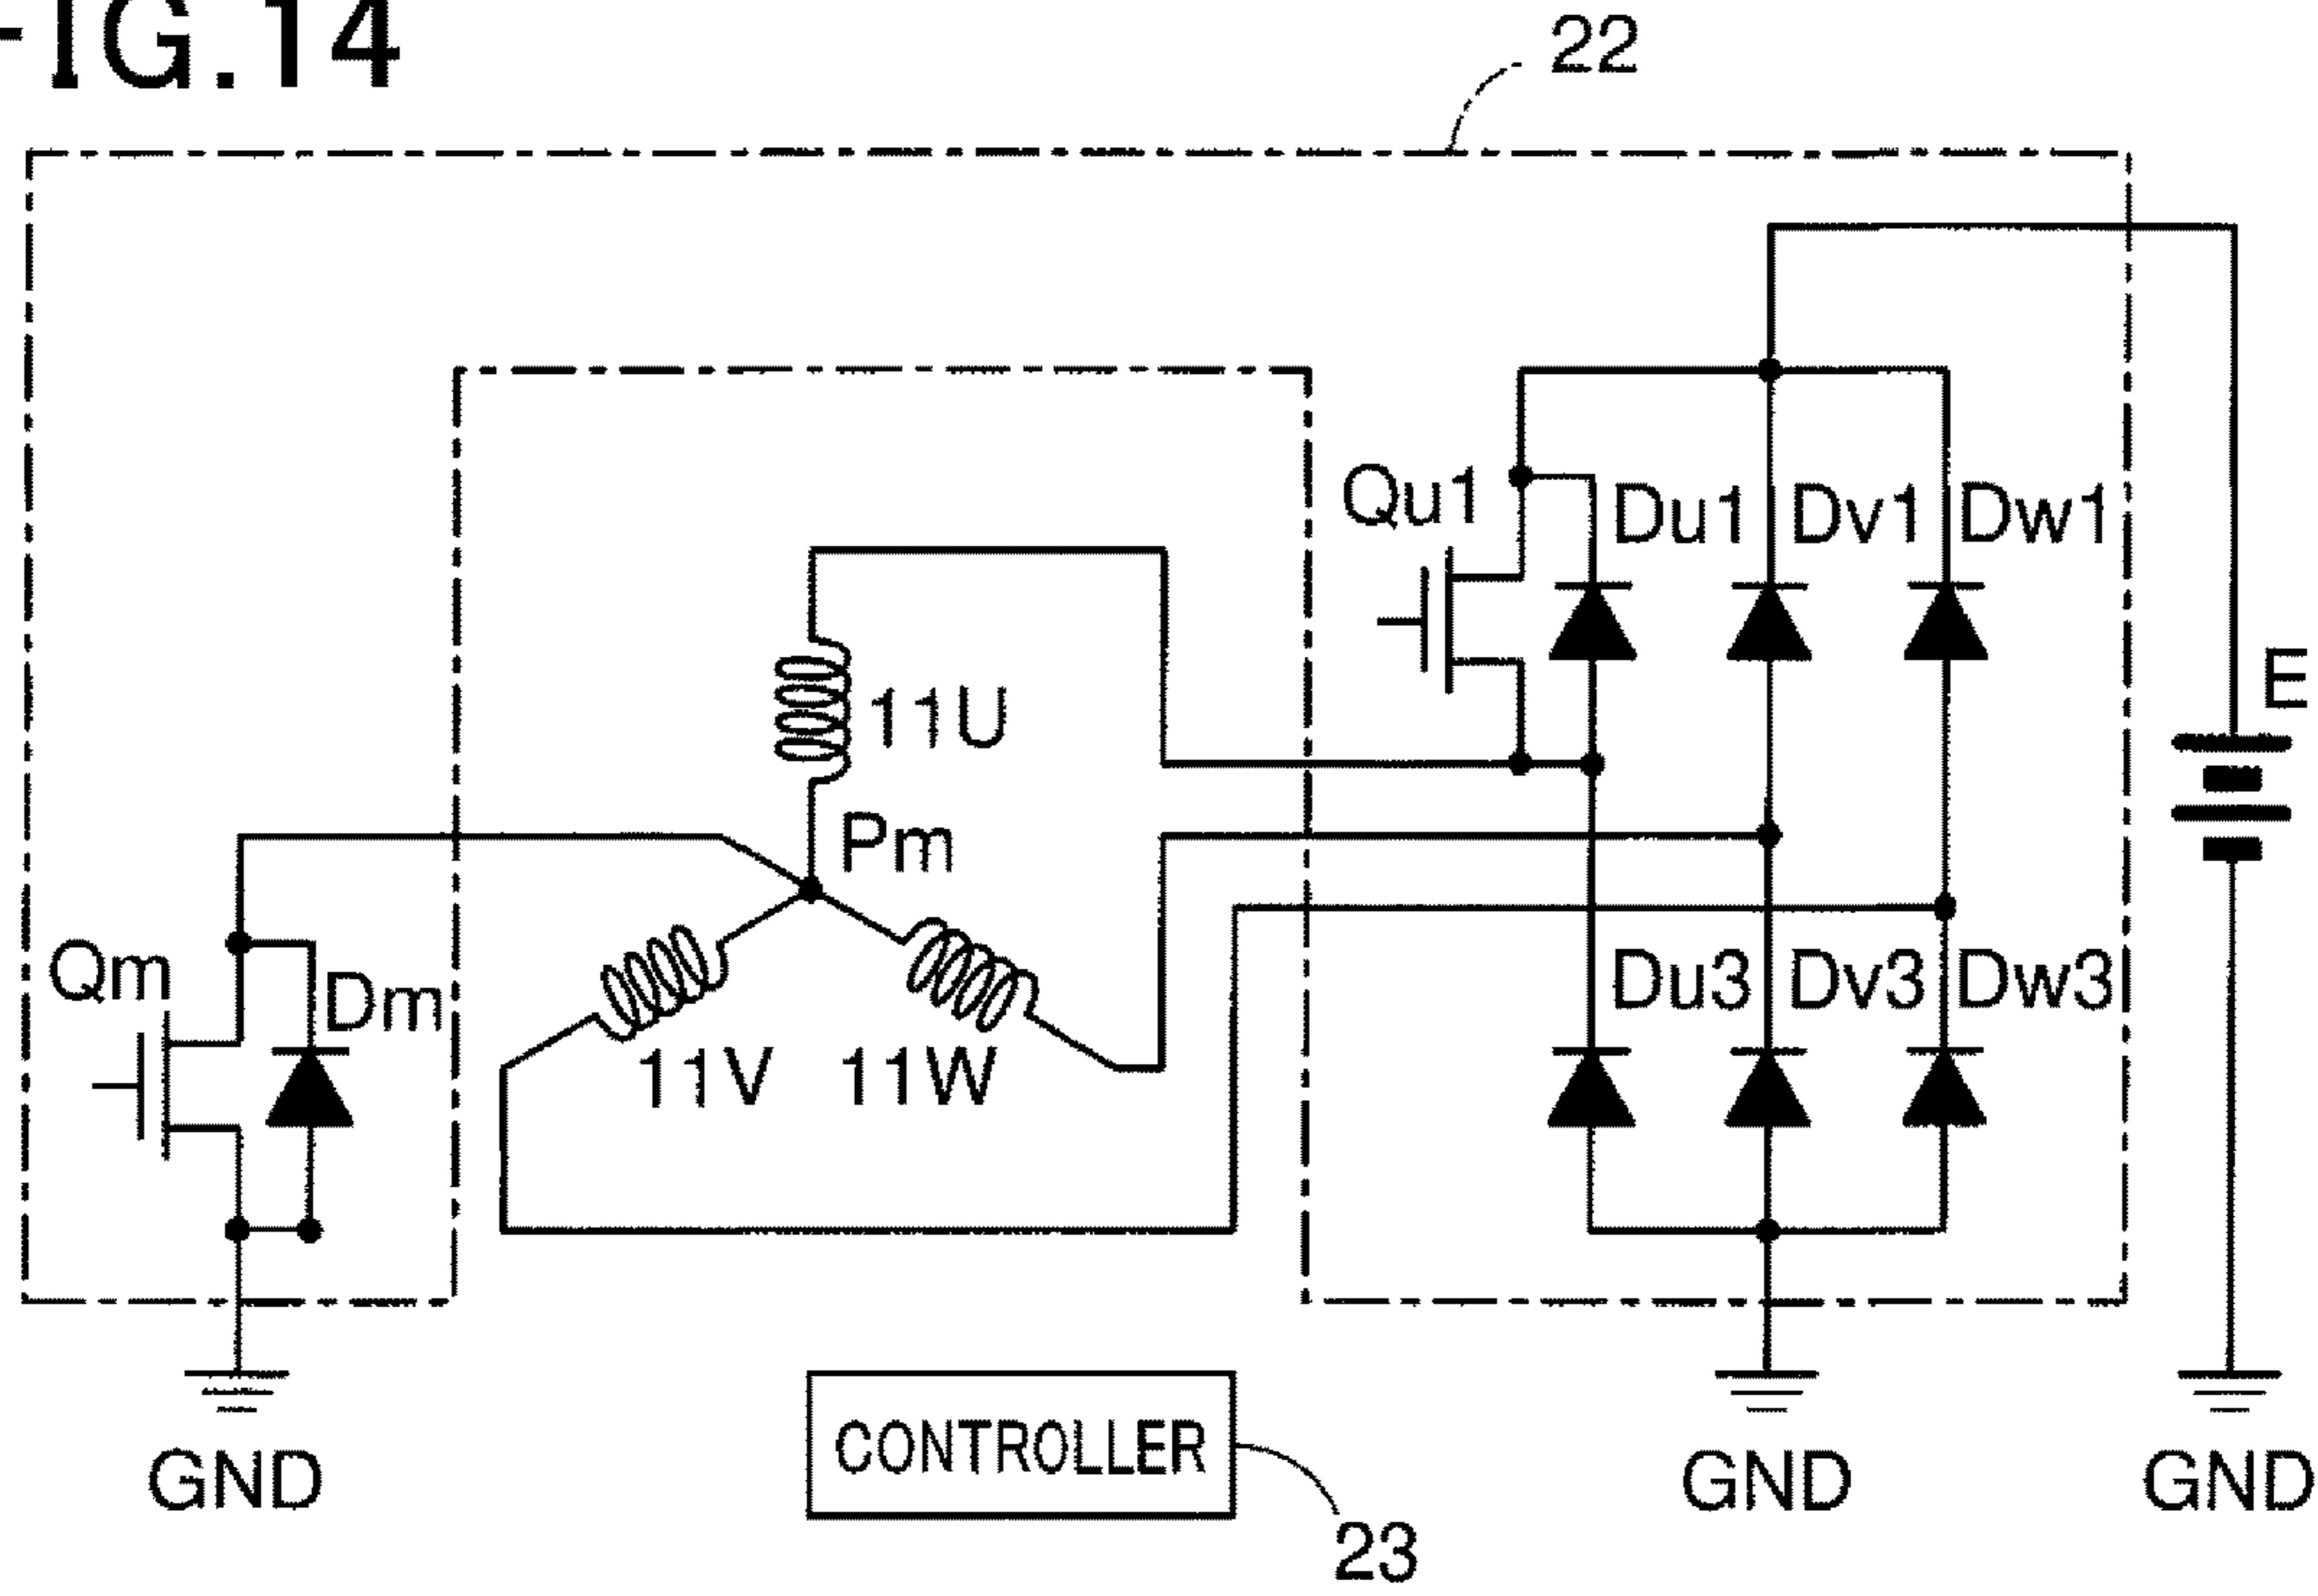 FIG.14
22
Qu1
Du1
Dv1
Dw1
E
11U
Pm
Qm
Dm
11V
11W
Du3
Dv3
Dw3
GND
CONTROLLER
GND
GND
23